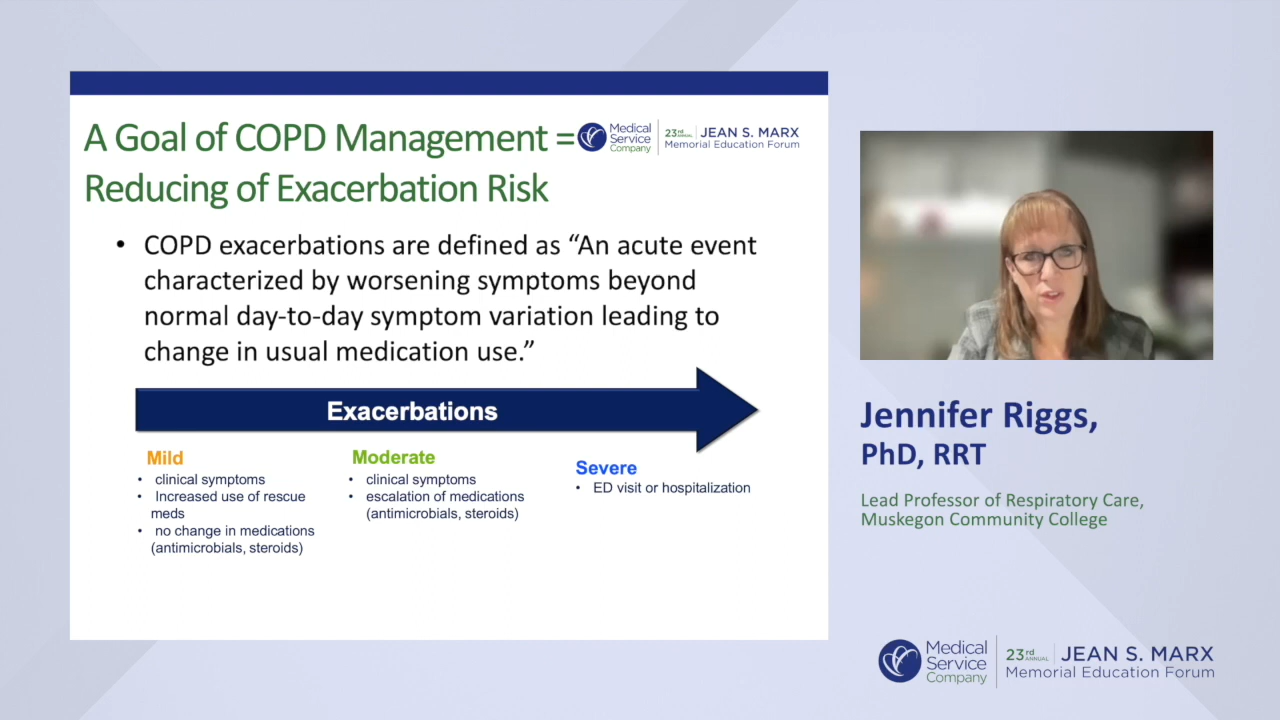 A Goal of COPD Management =
Medical
Service
Company
23rd ANNUAL
JEAN S. MARX
Memorial Education Forum
Reducing of Exacerbation Risk
• COPD exacerbations are defined as “An acute event
characterized by worsening symptoms beyond
normal day-to-day symptom variation leading to
change in usual medication use.”
Exacerbations
Mild
• clinical symptoms
• Increased use of rescue
meds
• no change in medications
(antimicrobials, steroids)
Moderate
• clinical symptoms
• escalation of medications
(antimicrobials, steroids)
Severe
• ED visit or hospitalization
Jennifer Riggs,
PhD, RRT
Lead Professor of Respiratory Care,
Muskegon Community College
Medical
Service
Company
23rd ANNUAL
JEAN S. MARX
Memorial Education Forum